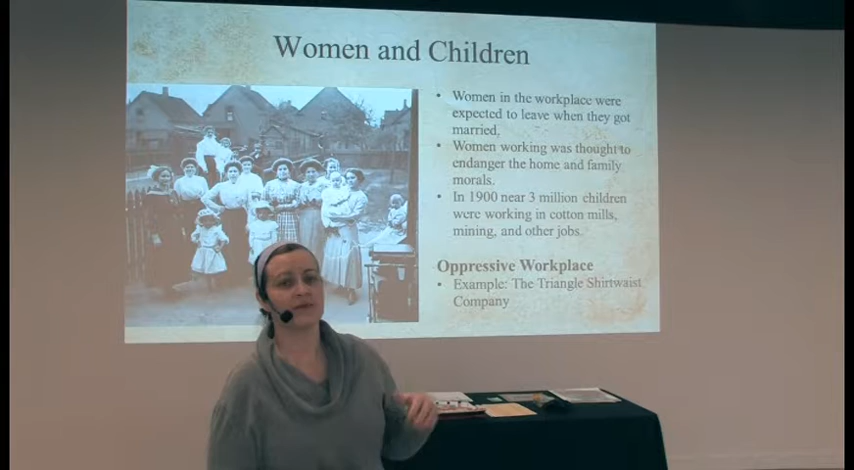 Women and Children
• Women in the workplace were
expected to leave when they got
married.
• Women working was thought to
endanger the home and family
morals.
• In 1900 near 3 million children
were working in cotton mills,
mining, and other jobs.
Oppressive Workplace
• Example: The Triangle Shirtwaist
Company